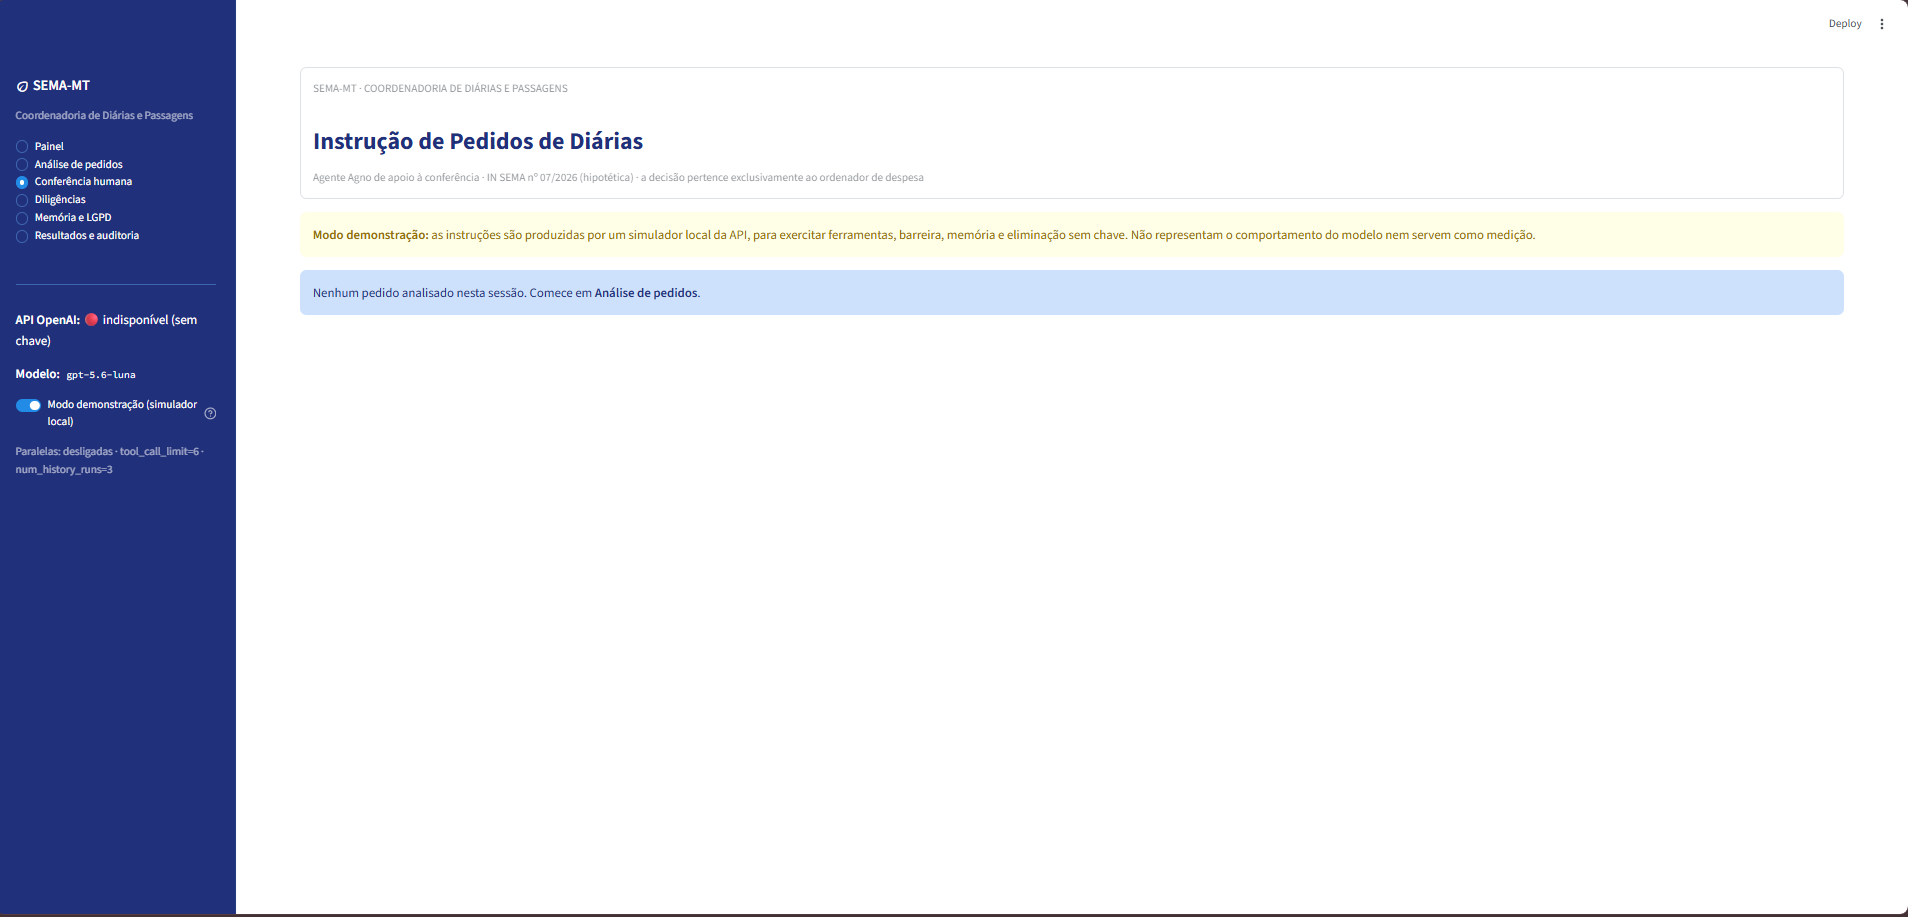 Deploy
SEMA-MT
Coordenadoria de Diárias e Passagens
Painel
Análise de pedidos
Conferência humana
Diligências
Memória e LGPD
Resultados e auditoria
API OpenAI: indisponível (sem
chave)
Modelo: gpt-5.6-luna
Modo demonstração (simulador
local)
Paralelas: desligadas · tool_call_limit=6 ·
num_history_runs=3
SEMA-MT · COORDENADORIA DE DIÁRIAS E PASSAGENS
Instrução de Pedidos de Diárias
Agente Agno de apoio à conferência · IN SEMA nº 07/2026 (hipotética) · a decisão pertence exclusivamente ao ordenador de despesa
Modo demonstração: as instruções são produzidas por um simulador local da API, para exercitar ferramentas, barreira, memória e eliminação sem chave. Não representam o comportamento do modelo nem servem como medição.
Nenhum pedido analisado nesta sessão. Comece em Análise de pedidos.